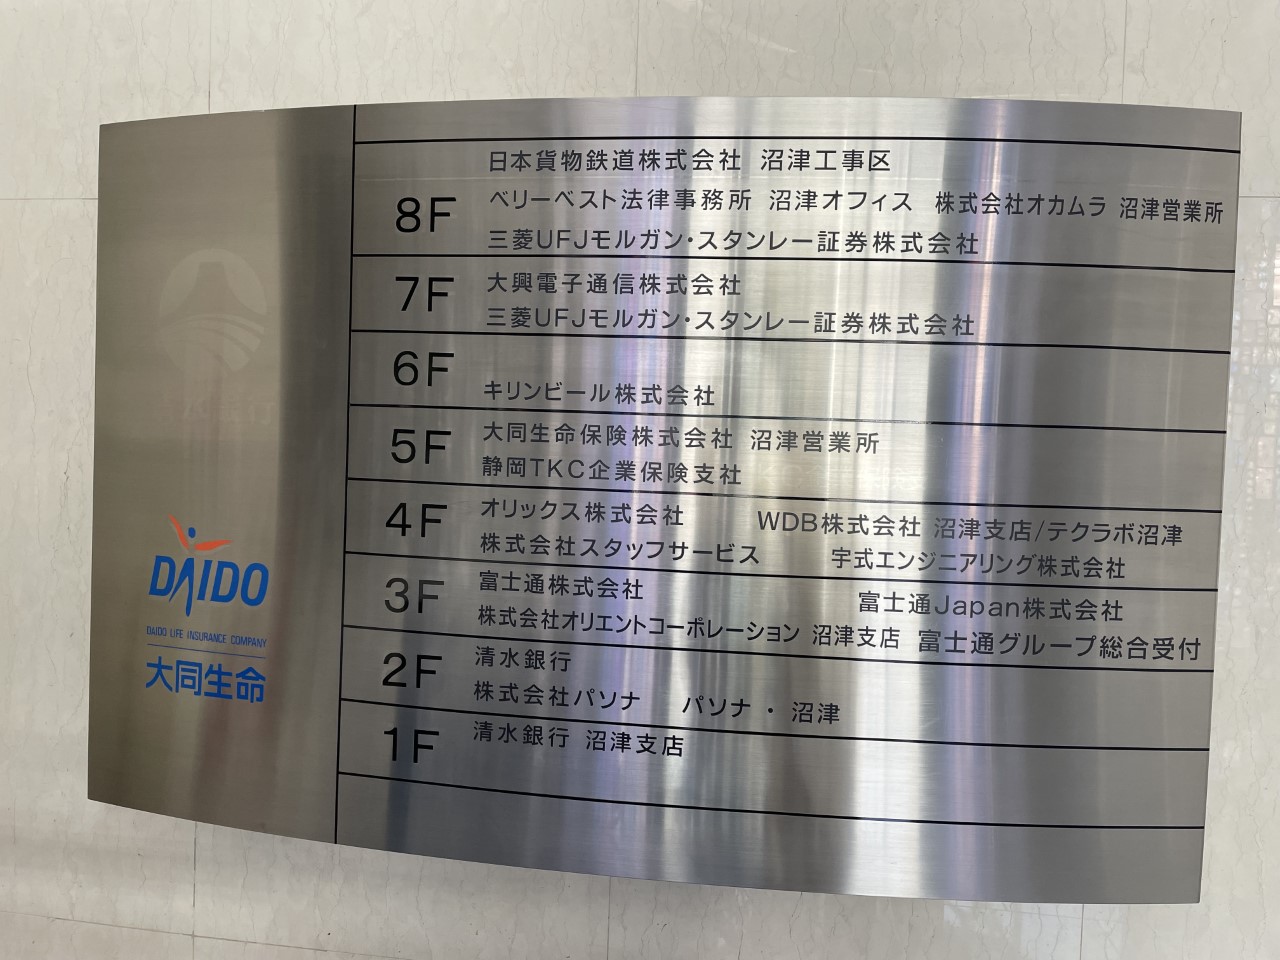 日本貨物鉄道株式会社 沼津工事区
8F ベリーベスト法律事務所 沼津オフィス 株式会社オカムラ 沼津営業所
三菱UFJモルガン・スタンレー証券株式会社
7F 大興電子通信株式会社
三菱UFJモルガン・スタンレー証券株式会社
6F
キリンビール株式会社
5F 大同生命保険株式会社 沼津営業所
静岡TKC企業保険支社
4F オリックス株式会社 WDB株式会社 沼津支店/テクラボ沼津
株式会社スタッフサービス 宇式エンジニアリング株式会社
3F 富士通株式会社 富士通Japan株式会社
株式会社オリエントコーポレーション 沼津支店 富士通グループ総合受付
2F 清水銀行
株式会社パソナ パソナ・沼津
1F 清水銀行 沼津支店
DAIDO
DAIDO LIFE INSURANCE COMPANY
大同生命